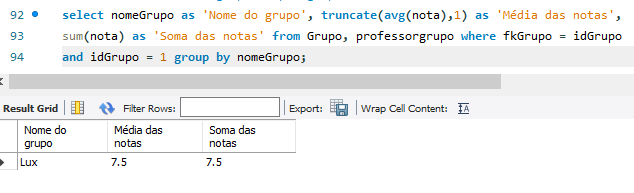 92 select nomeGrupo as 'Nome do grupo', truncate(avg(nota),1) as 'Média das notas',
93 sum(nota) as 'Soma das notas' from Grupo, professorgrupo where fkGrupo = idGrupo
94 and idGrupo = 1 group by nomeGrupo;
Result Grid Filter Rows: Export: Wrap Cell Content: IA
Nome do Média das Soma das
grupo notas notas
Lux 7.5 7.5